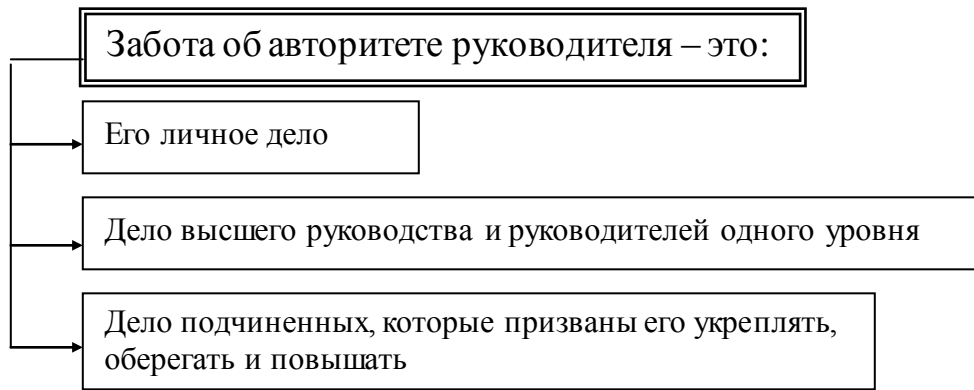 Забота об авторитете руководителя – это:
Его личное дело
Дело высшего руководства и руководителей одного уровня
Дело подчиненных, которые призваны его укреплять,
оберегать и повышать